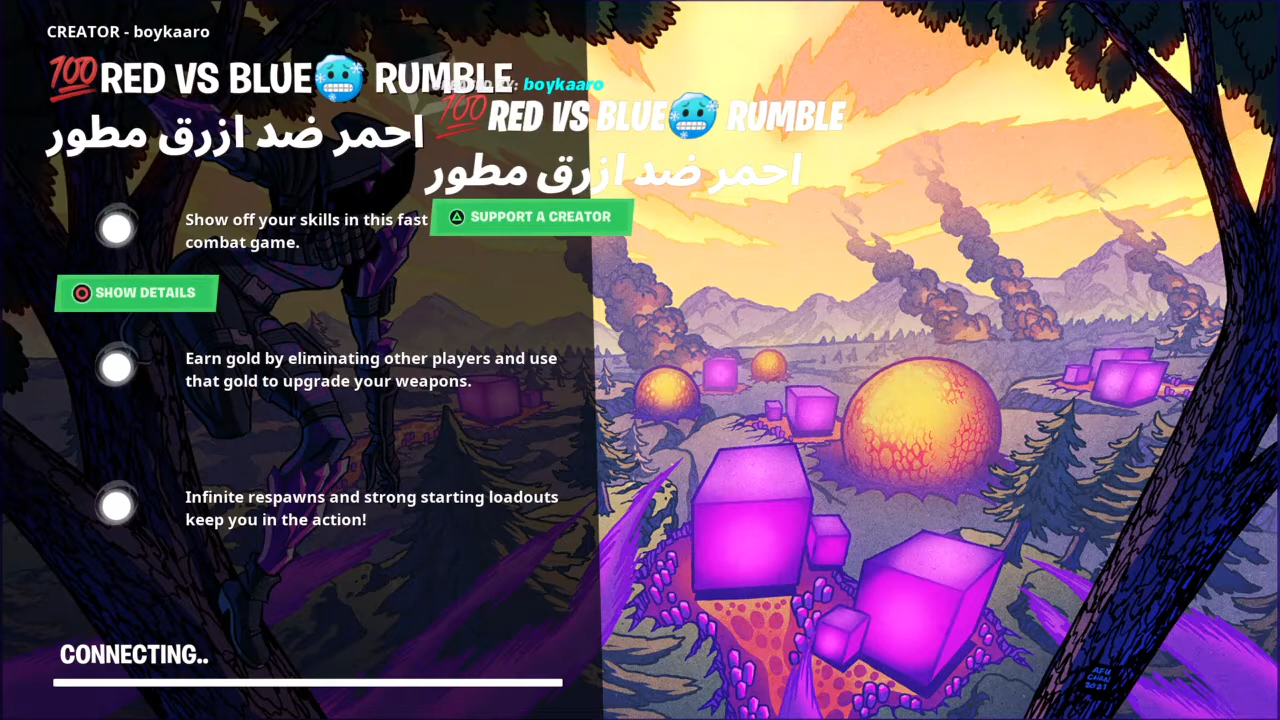 CREATOR - boykaaro
💯RED VS BLUE🥶 RUMBLE
احمر ضد ازرق مطور
boykaaro
💯RED VS BLUE🥶 RUMBLE
احمر ضد ازرق مطور
SUPPORT A CREATOR
Show off your skills in this fast
combat game.
SHOW DETAILS
Earn gold by eliminating other players and use
that gold to upgrade your weapons.
Infinite respawns and strong starting loadouts
keep you in the action!
CONNECTING..
AFU
CHAN
2021